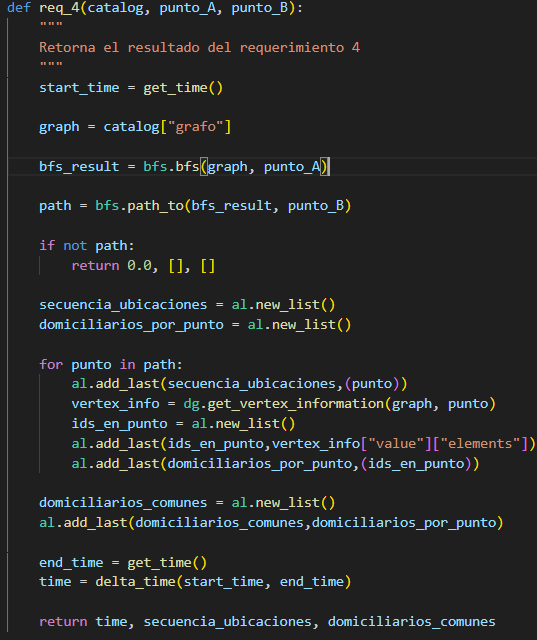 def req_4(catalog, punto_A, punto_B):
    """
    Retorna el resultado del requerimiento 4
    """
    start_time = get_time()
    graph = catalog["grafo"]
    bfs_result = bfs.bfs(graph, punto_A)
    path = bfs.path_to(bfs_result, punto_B)
    if not path:
        return 0.0, [], []
    secuencia_ubicaciones = al.new_list()
    domiciliarios_por_punto = al.new_list()
    for punto in path:
        al.add_last(secuencia_ubicaciones,(punto))
        vertex_info = dg.get_vertex_information(graph, punto)
        ids_en_punto = al.new_list()
        al.add_last(ids_en_punto,vertex_info["value"]["elements"])
        al.add_last(domiciliarios_por_punto,(ids_en_punto))
    domiciliarios_comunes = al.new_list()
    al.add_last(domiciliarios_comunes,domiciliarios_por_punto)
    end_time = get_time()
    time = delta_time(start_time, end_time)
    return time, secuencia_ubicaciones, domiciliarios_comunes